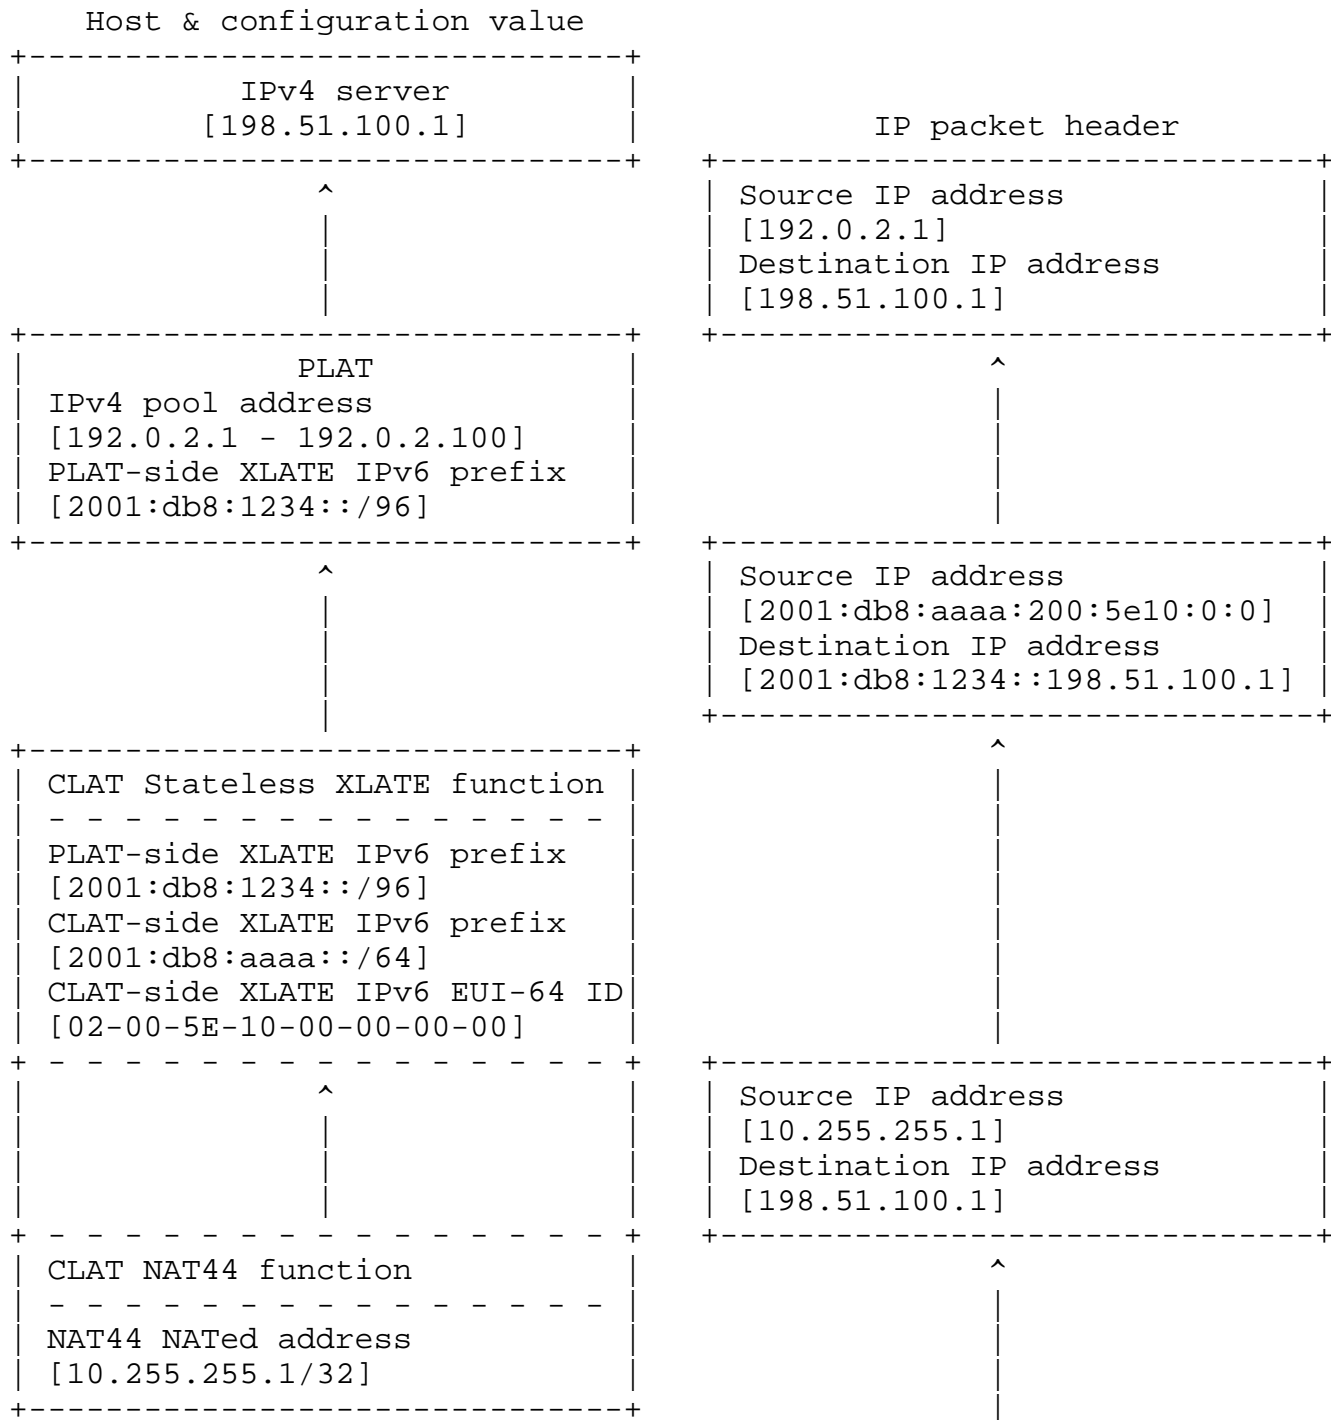 Host & configuration value
IPv4 server
[198.51.100.1]
IP packet header
Source IP address
[192.0.2.1]
Destination IP address
[198.51.100.1]
PLAT
IPv4 pool address
[192.0.2.1 - 192.0.2.100]
PLAT-side XLATE IPv6 prefix
[2001:db8:1234::/96]
Source IP address
[2001:db8:aaaa:200:5e10:0:0]
Destination IP address
[2001:db8:1234::198.51.100.1]
CLAT Stateless XLATE function
PLAT-side XLATE IPv6 prefix
[2001:db8:1234::/96]
CLAT-side XLATE IPv6 prefix
[2001:db8:aaaa::/64]
CLAT-side XLATE IPv6 EUI-64 ID
[02-00-5E-10-00-00-00-00]
Source IP address
[10.255.255.1]
Destination IP address
[198.51.100.1]
CLAT NAT44 function
NAT44 NATed address
[10.255.255.1/32]